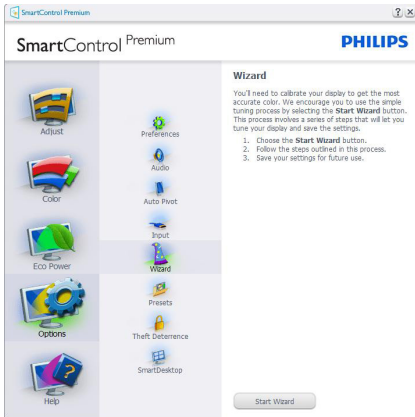 SmartControl Premium
SmartControl Premium
PHILIPS
Adjust
Color
Eco Power
Options
Help
Preferences
Audio
Auto Pivot
Input
Wizard
Presets
Theft Deterrence
SmartDesktop
Wizard
You'll need to calibrate your display to get the most
accurate color. We encourage you to use the simple
tuning process by selecting the Start Wizard button.
This process involves a series of steps that will let you
tune your display and save the settings.
1. Choose the Start Wizard button.
2. Follow the steps outlined in this process.
3. Save your settings for future use.
Start Wizard